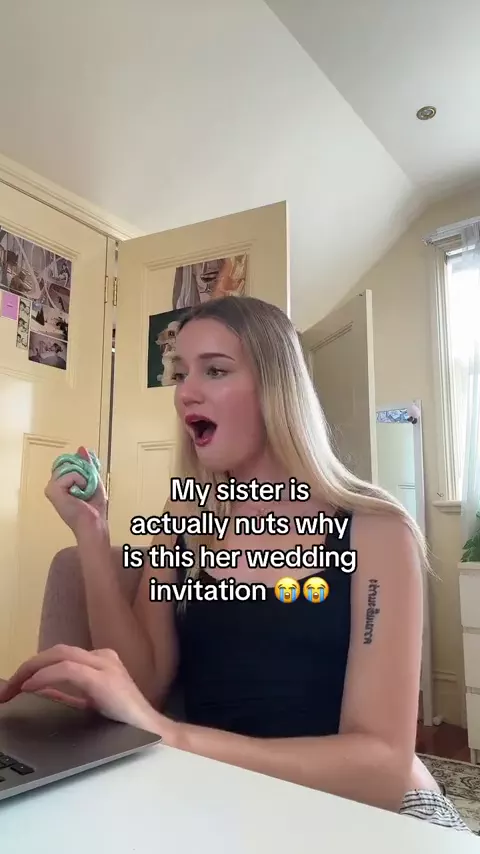 My sister is
actually nuts why
is this her wedding
invitation 😭😭